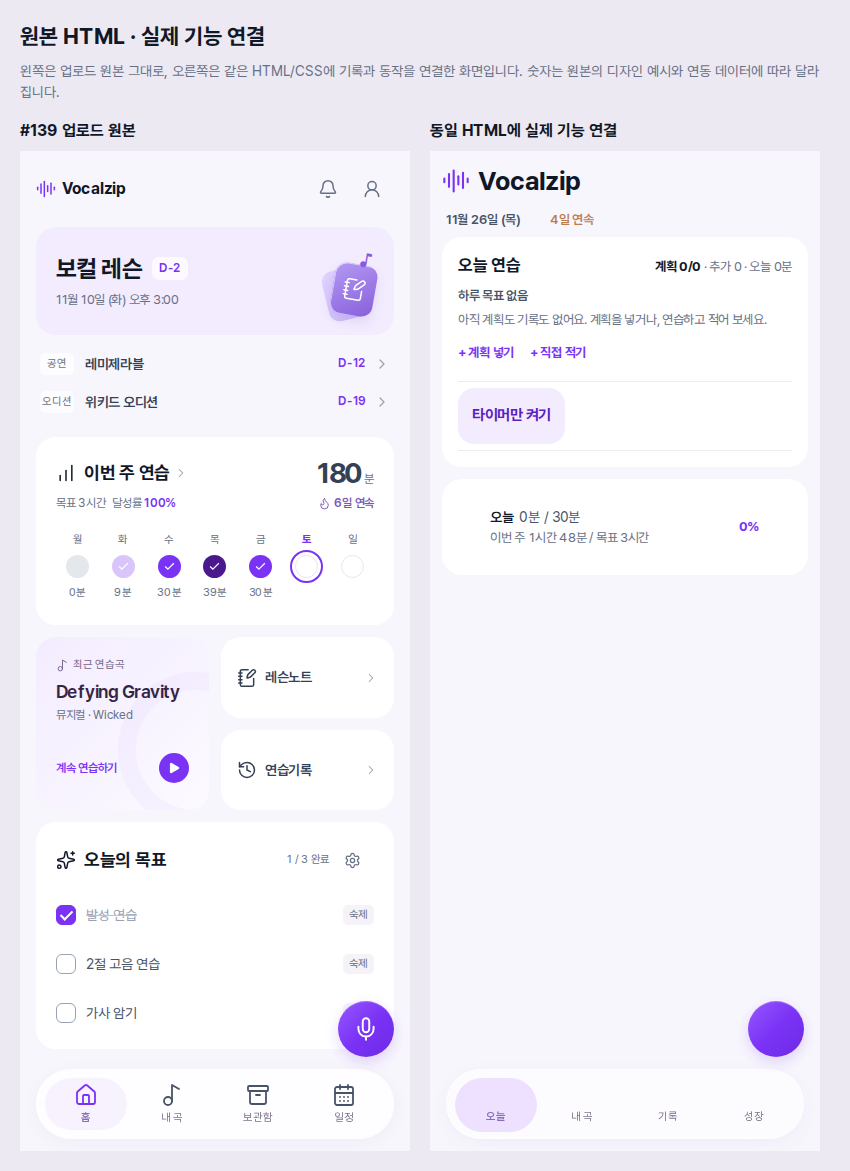 원본 HTML · 실제 기능 연결
왼쪽은 업로드 원본 그대로, 오른쪽은 같은 HTML/CSS에 기록과 동작을 연결한 화면입니다. 숫자는 원본의 디자인 예시와 연동 데이터에 따라 달라
집니다.
#139 업로드 원본
Vocalzip
보컬 레슨 D-2
11월 10일 (화) 오후 3:00
공연 레미제라블 D-12
오디션 위키드 오디션 D-19
이번 주 연습 180분
목표 3시간 달성률 100% 6일 연속
월 화 수 목 금 토 일
0분 9분 30분 39분 30분
최근 연습곡
Defying Gravity
뮤지컬 · Wicked
계속 연습하기
레슨노트
연습기록
오늘의 목표 1 / 3 완료
발성 연습 숙제
2절 고음 연습 숙제
가사 암기
홈 내 곡 보관함 일정
동일 HTML에 실제 기능 연결
Vocalzip
11월 26일 (목) 4일 연속
오늘 연습 계획 0/0 · 추가 0 · 오늘 0분
하루 목표 없음
아직 계획도 기록도 없어요. 계획을 넣거나, 연습하고 적어 보세요.
+ 계획 넣기 + 직접 적기
타이머만 켜기
오늘 0분 / 30분
이번 주 1시간 48분 / 목표 3시간
0%
오늘 내 곡 기록 성장